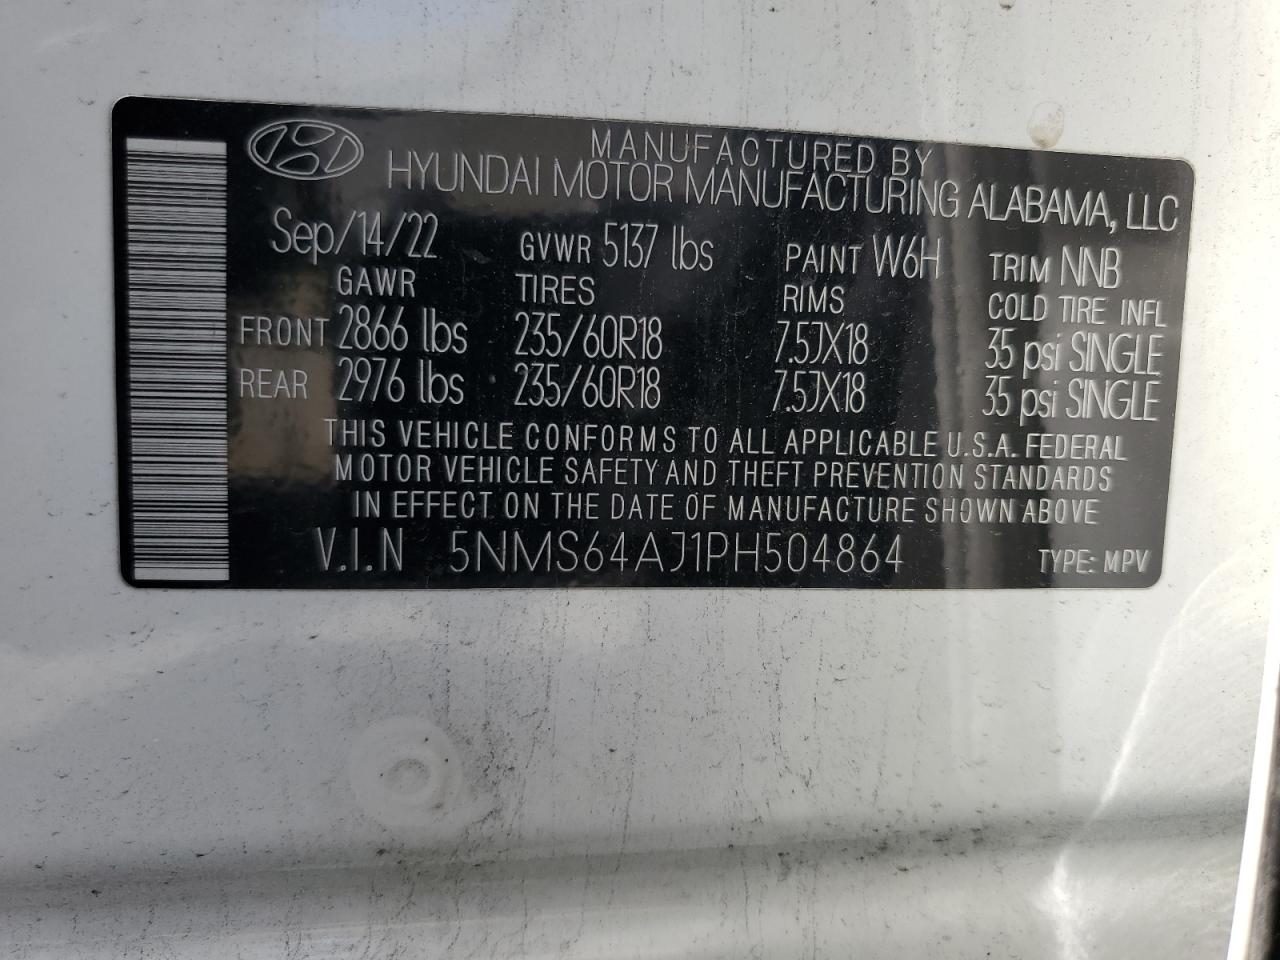 MANUFACTURED BY
HYUNDAI MOTOR MANUFACTURING ALABAMA, LLC
Sep/14/22 GVWR 5137 lbs PAINT W6H TRIM NNB
GAWR TIRES RIMS COLD TIRE INFL
FRONT 2866 lbs 235/60R18 7.5JX18 35 psi SINGLE
REAR 2976 lbs 235/60R18 7.5JX18 35 psi SINGLE
THIS VEHICLE CONFORMS TO ALL APPLICABLE U.S.A. FEDERAL
MOTOR VEHICLE SAFETY AND THEFT PREVENTION STANDARDS
IN EFFECT ON THE DATE OF MANUFACTURE SHOWN ABOVE
V.I.N 5NMS64AJ1PH504864 TYPE: MPV